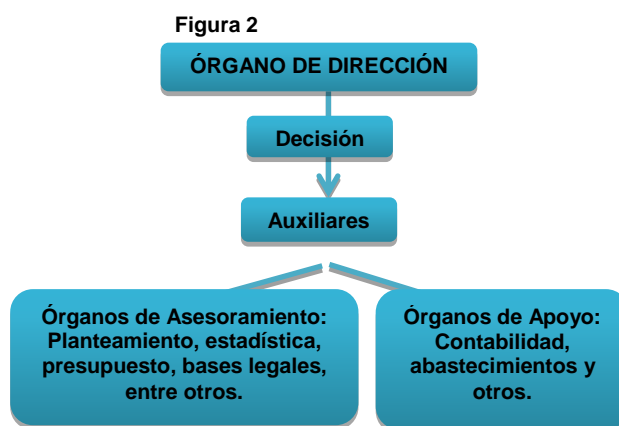 Figura 2
ÓRGANO DE DIRECCIÓN
Decisión
Auxiliares
Órganos de Asesoramiento:
Planteamiento, estadística,
presupuesto, bases legales,
entre otros.
Órganos de Apoyo:
Contabilidad,
abastecimientos y
otros.